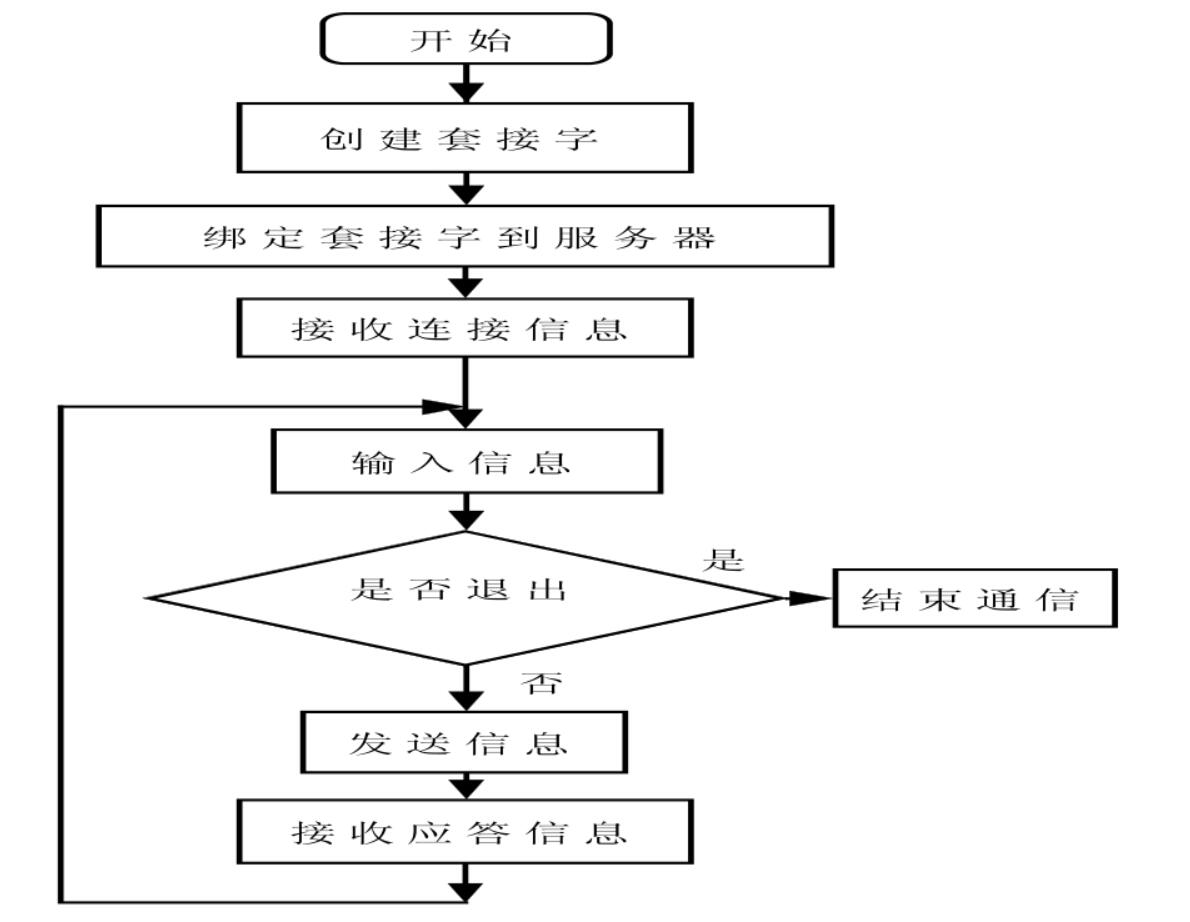 开始
创建套接字
绑定套接字到服务器
接收连接信息
输入信息
是否退出
是
结束通信
否
发送信息
接收应答信息